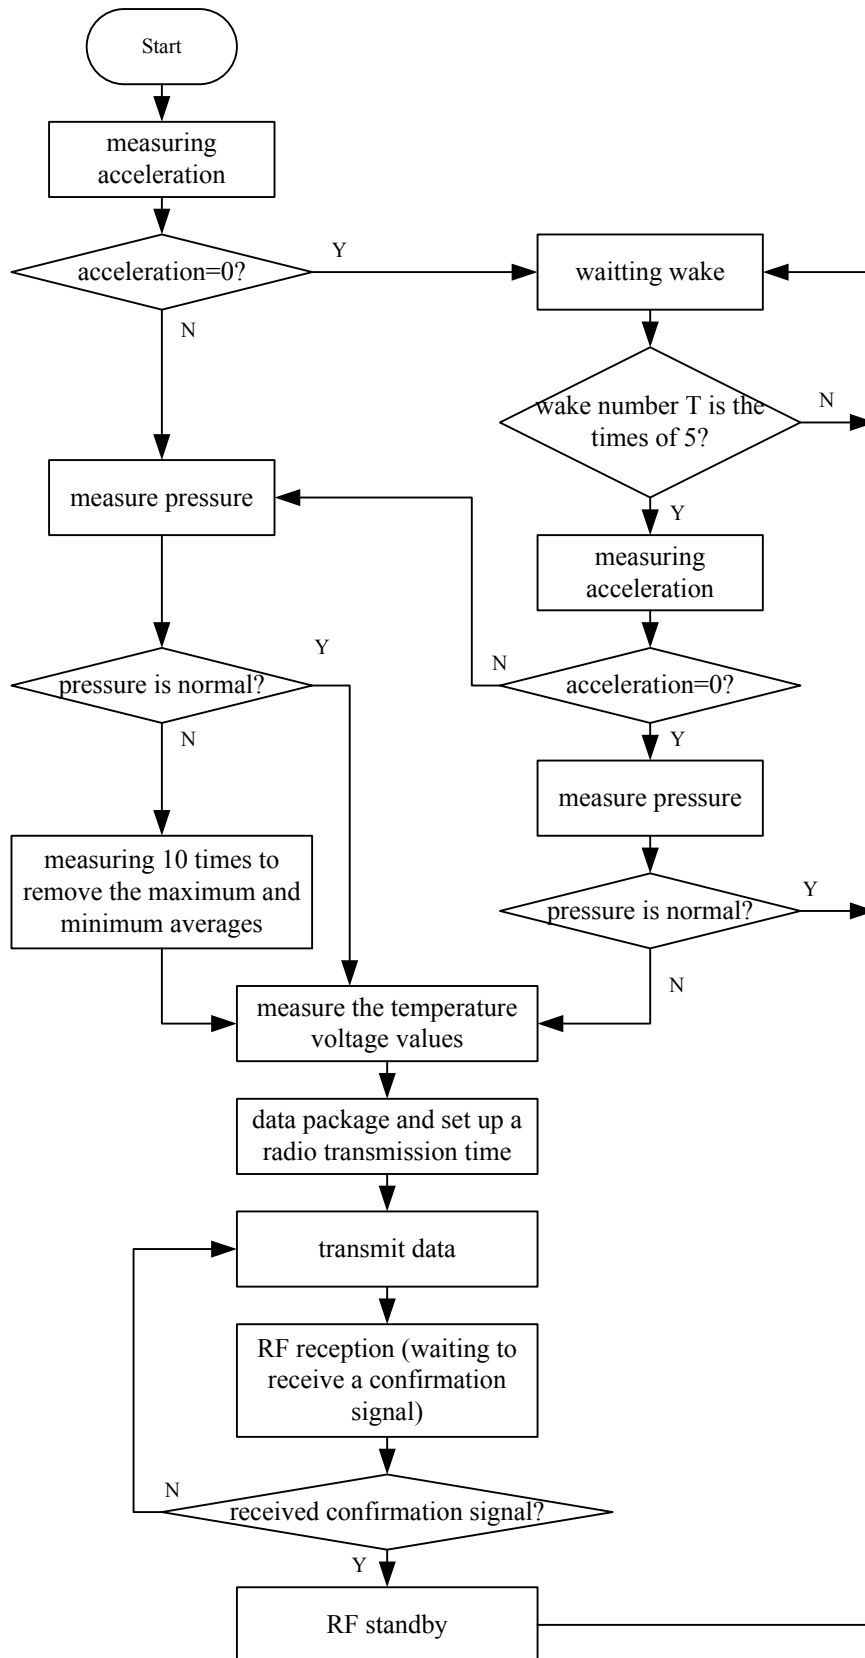 Start
measuring
acceleration
acceleration=0?
Y
N
waitting wake
wake number T is the
times of 5?
N
Y
measure pressure
measuring
acceleration
N
acceleration=0?
Y
pressure is normal?
Y
N
measure pressure
measuring 10 times to
remove the maximum and
minimum averages
pressure is normal?
Y
N
measure the temperature
voltage values
data package and set up a
radio transmission time
transmit data
RF reception (waiting to
receive a confirmation
signal)
N
received confirmation signal?
Y
RF standby